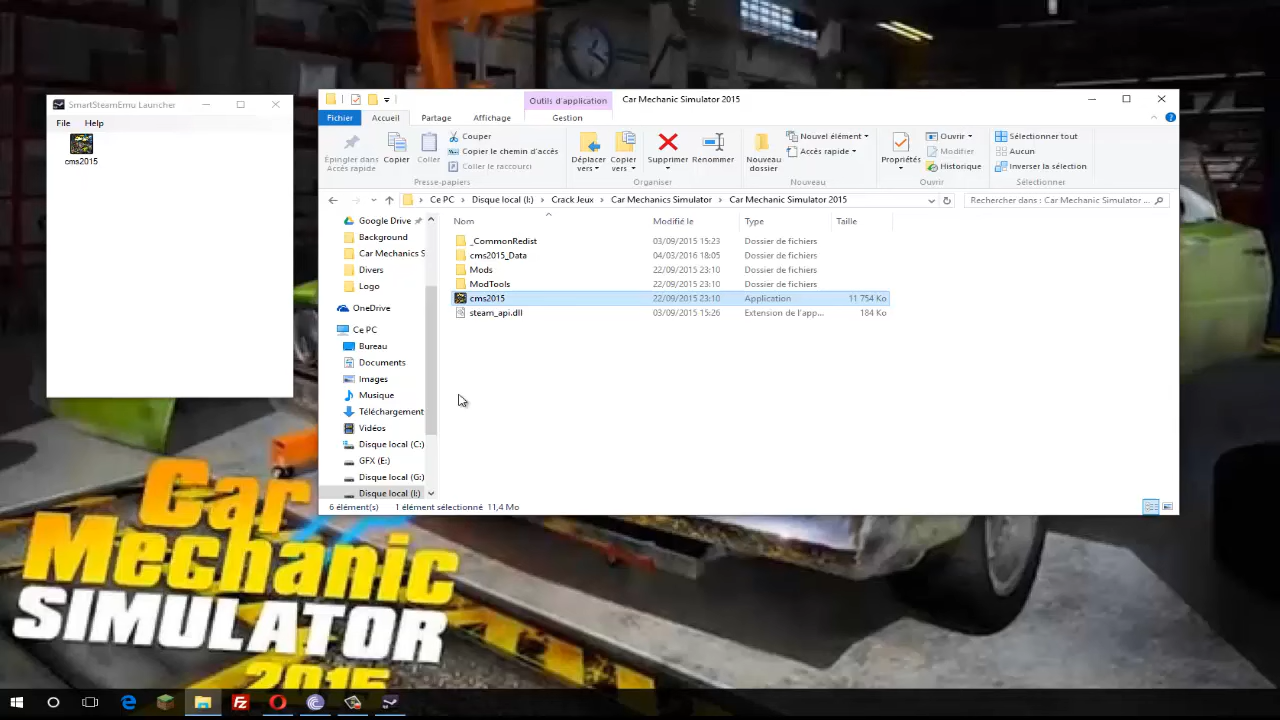 SmartSteamEmu Launcher
File Help
cms2015
Outils d'application
Car Mechanic Simulator 2015
Fichier Accueil Partage Affichage Gestion
Épingler dans Accès rapide
Copier
Coller
Couper
Copier le chemin d'accès
Coller le raccourci
Presse-papiers
Déplacer vers
Copier vers
Supprimer
Renommer
Organiser
Nouveau dossier
Nouvel élément
Accès rapide
Nouveau
Propriétés
Ouvrir
Modifier
Historique
Ouvrir
Sélectionner tout
Aucun
Inverser la sélection
Sélectionner
Ce PC > Disque local (I:) > Crack Jeux > Car Mechanics Simulator > Car Mechanic Simulator 2015
Rechercher dans : Car Mechanic Simulator ...
Google Drive
Background
Car Mechanics S
Divers
Logo
OneDrive
Ce PC
Bureau
Documents
Images
Musique
Téléchargement
Vidéos
Disque local (C:)
GFX (E:)
Disque local (G:)
Disque local (I:)
Nom Modifié le Type Taille
_CommonRedist 03/09/2015 15:23 Dossier de fichiers
cms2015_Data 04/03/2016 18:05 Dossier de fichiers
Mods 22/09/2015 23:10 Dossier de fichiers
ModTools 22/09/2015 23:10 Dossier de fichiers
cms2015 22/09/2015 23:10 Application 11 754 Ko
steam_api.dll 03/09/2015 15:26 Extension de l'app... 184 Ko
6 élément(s) 1 élément sélectionné 11,4 Mo
Car
Mechanic
SIMULATOR
2015